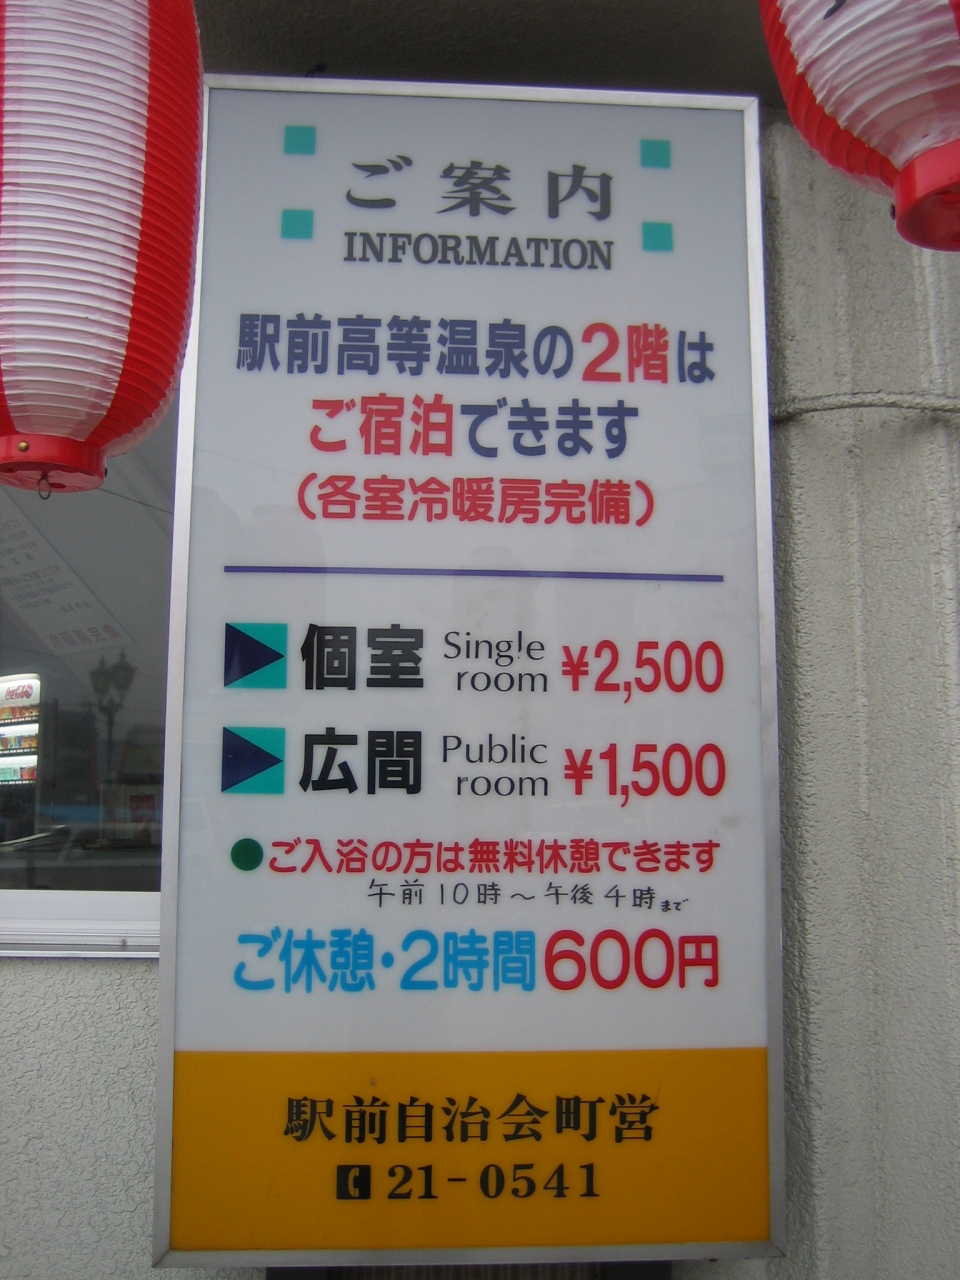 ご案内
INFORMATION
駅前高等温泉の2階は
ご宿泊できます
(各室冷暖房完備)
個室 Single room ¥2,500
広間 Public room ¥1,500
●ご入浴の方は無料休憩できます
午前10時～午後4時まで
ご休憩・2時間600円
駅前自治会町営
21-0541